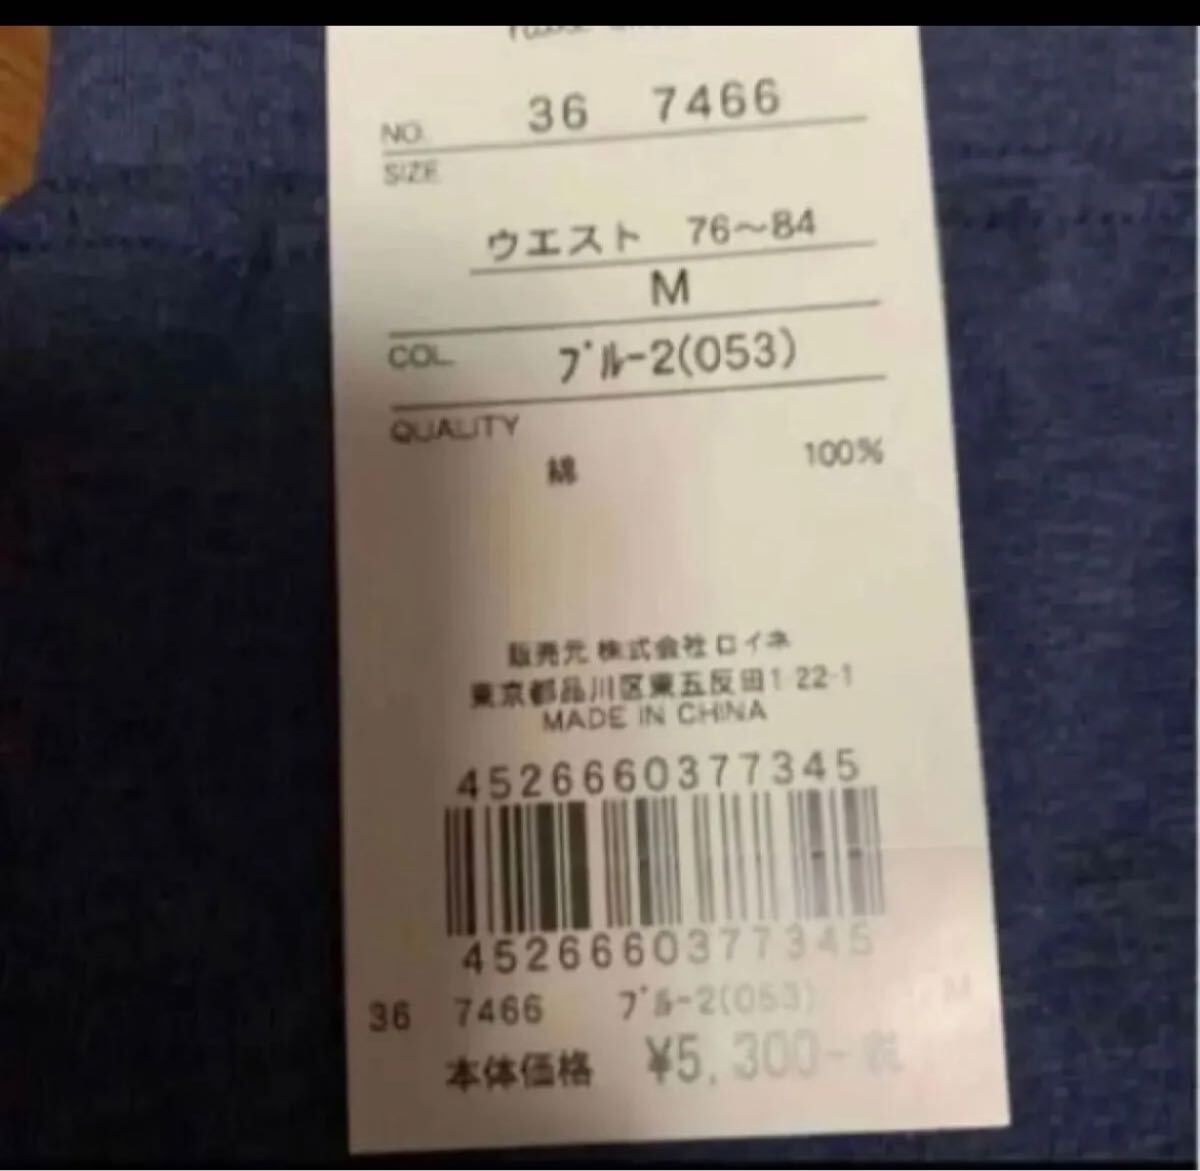 NO. 36 7466
SIZE
ウエスト 76〜84
M
COL. ﾌﾞﾙｰ2(053)
QUALITY
綿 100%
販売元 株式会社 ロイネ
東京都品川区東五反田1-22-1
MADE IN CHINA
4526660377345
4526660377345
36 7466 ﾌﾞﾙｰ2(053) M
本体価格 ¥5,300-